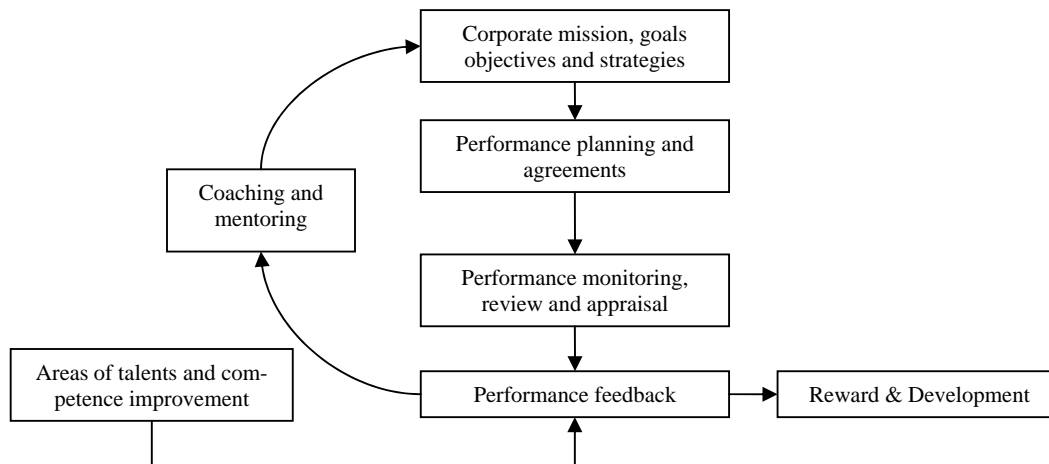 Corporate mission, goals
objectives and strategies
Performance planning and
agreements
Coaching and
mentoring
Performance monitoring,
review and appraisal
Areas of talents and com-
petence improvement
Performance feedback
Reward & Development